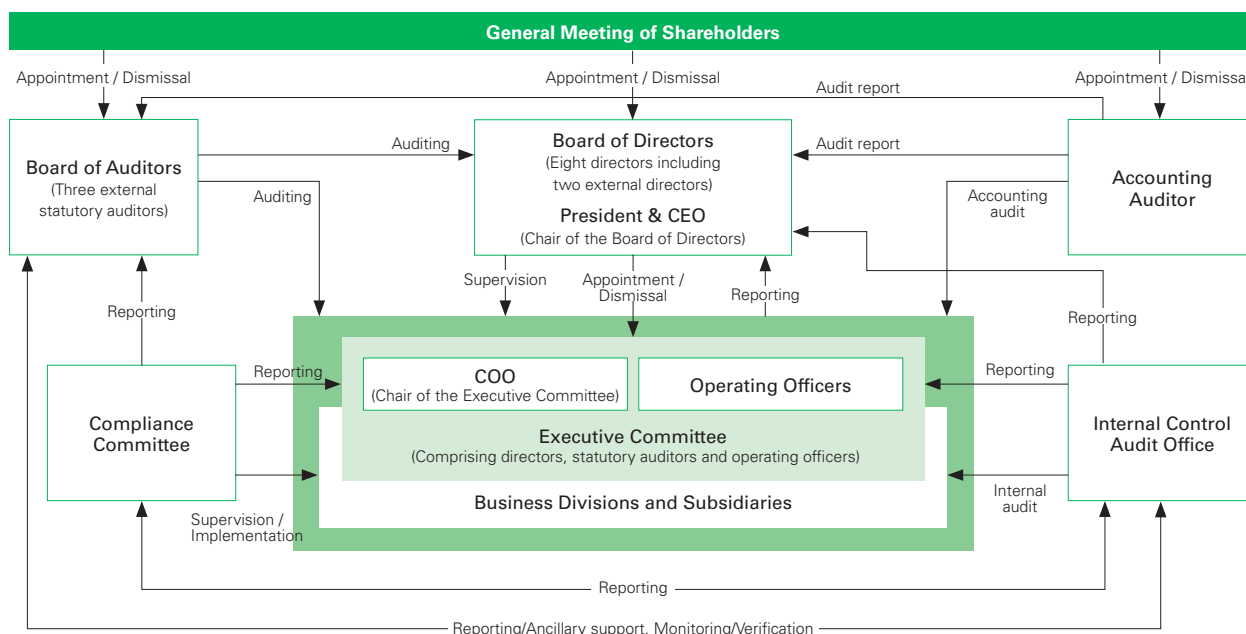 General Meeting of Shareholders
Appointment / Dismissal
Appointment / Dismissal
Appointment / Dismissal
Audit report
Board of Auditors
(Three external
statutory auditors)
Auditing
Auditing
Board of Directors
(Eight directors including
two external directors)
President & CEO
(Chair of the Board of Directors)
Audit report
Accounting
audit
Accounting
Auditor
Supervision
Appointment /
Dismissal
Reporting
Reporting
Reporting
Compliance
Committee
Reporting
COO
(Chair of the Executive Committee)
Operating Officers
Reporting
Executive Committee
(Comprising directors, statutory auditors and operating officers)
Business Divisions and Subsidiaries
Internal Control
Audit Office
Supervision /
Implementation
Internal
audit
Reporting
Reporting/Ancillary support, Monitoring/Verification